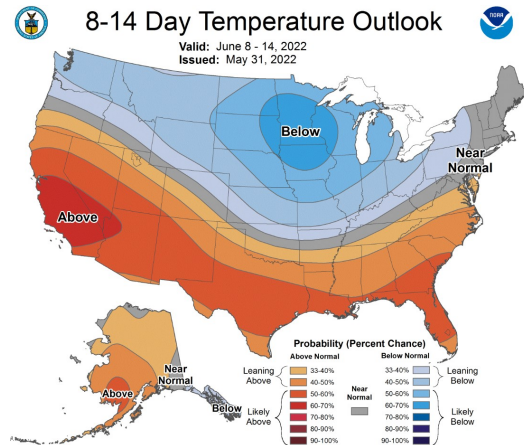 8-14 Day Temperature Outlook
NOAA
Valid: June 8 - 14, 2022
Issued: May 31, 2022
Below
Near
Normal
Above
Near
Normal
Above
Below
Probability (Percent Chance)
Above Normal
Below Normal
Leaning
Above
33-40%
40-50%
Likely
Above
50-60%
60-70%
70-80%
80-90%
90-100%
Near
Normal
33-40%
40-50%
Leaning
Below
50-60%
60-70%
70-80%
80-90%
90-100%
Likely
Below